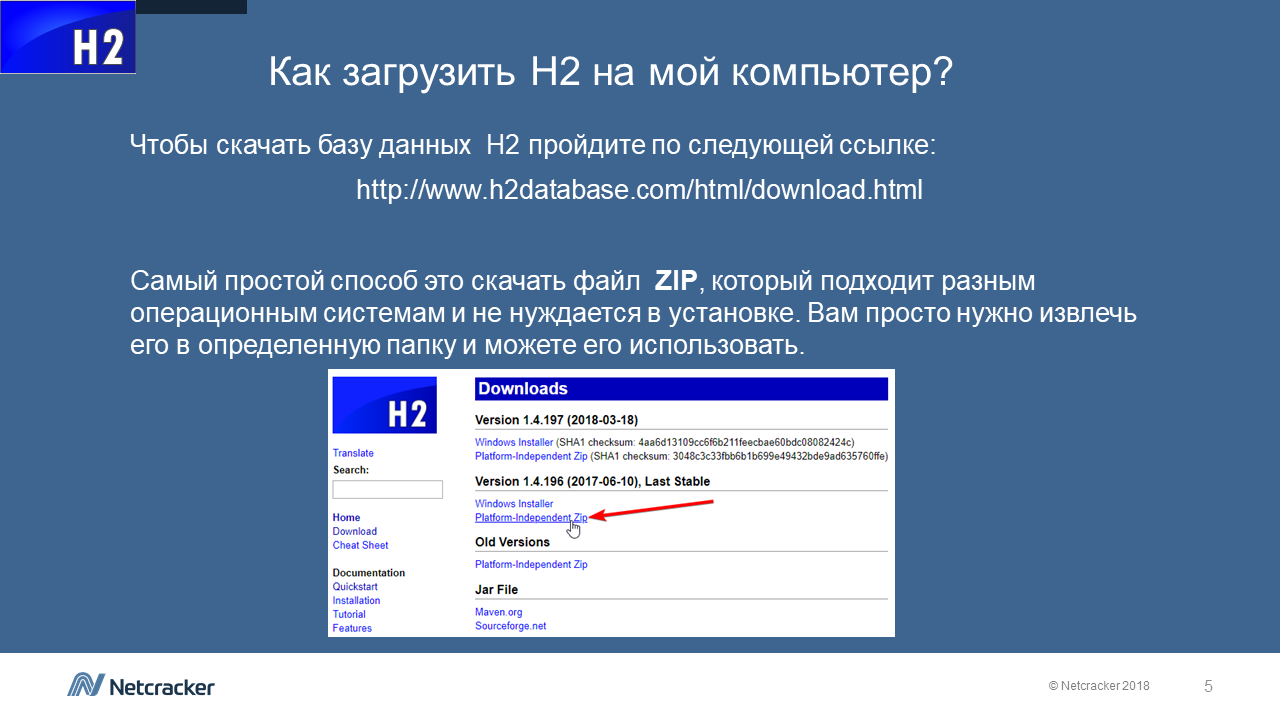 H2
Как загрузить H2 на мой компьютер?
Чтобы скачать базу данных H2 пройдите по следующей ссылке:
http://www.h2database.com/html/download.html
Самый простой способ это скачать файл ZIP, который подходит разным
операционным системам и не нуждается в установке. Вам просто нужно извлечь
его в определенную папку и можете его использовать.
H2
Translate
Search:
Home
Download
Cheat Sheet
Documentation
Quickstart
Installation
Tutorial
Features
Downloads
Version 1.4.197 (2018-03-18)
Windows Installer (SHA1 checksum: 4aa6d13109cc6f6b211feecbae60bdc08082424c)
Platform-Independent Zip (SHA1 checksum: 3048c3c33fbb6b1b699e49432bde9ad635760ffe)
Version 1.4.196 (2017-06-10), Last Stable
Windows Installer
Platform-Independent Zip
Old Versions
Platform-Independent Zip
Jar File
Maven.org
Sourceforge.net
Netcracker
© Netcracker 2018
5